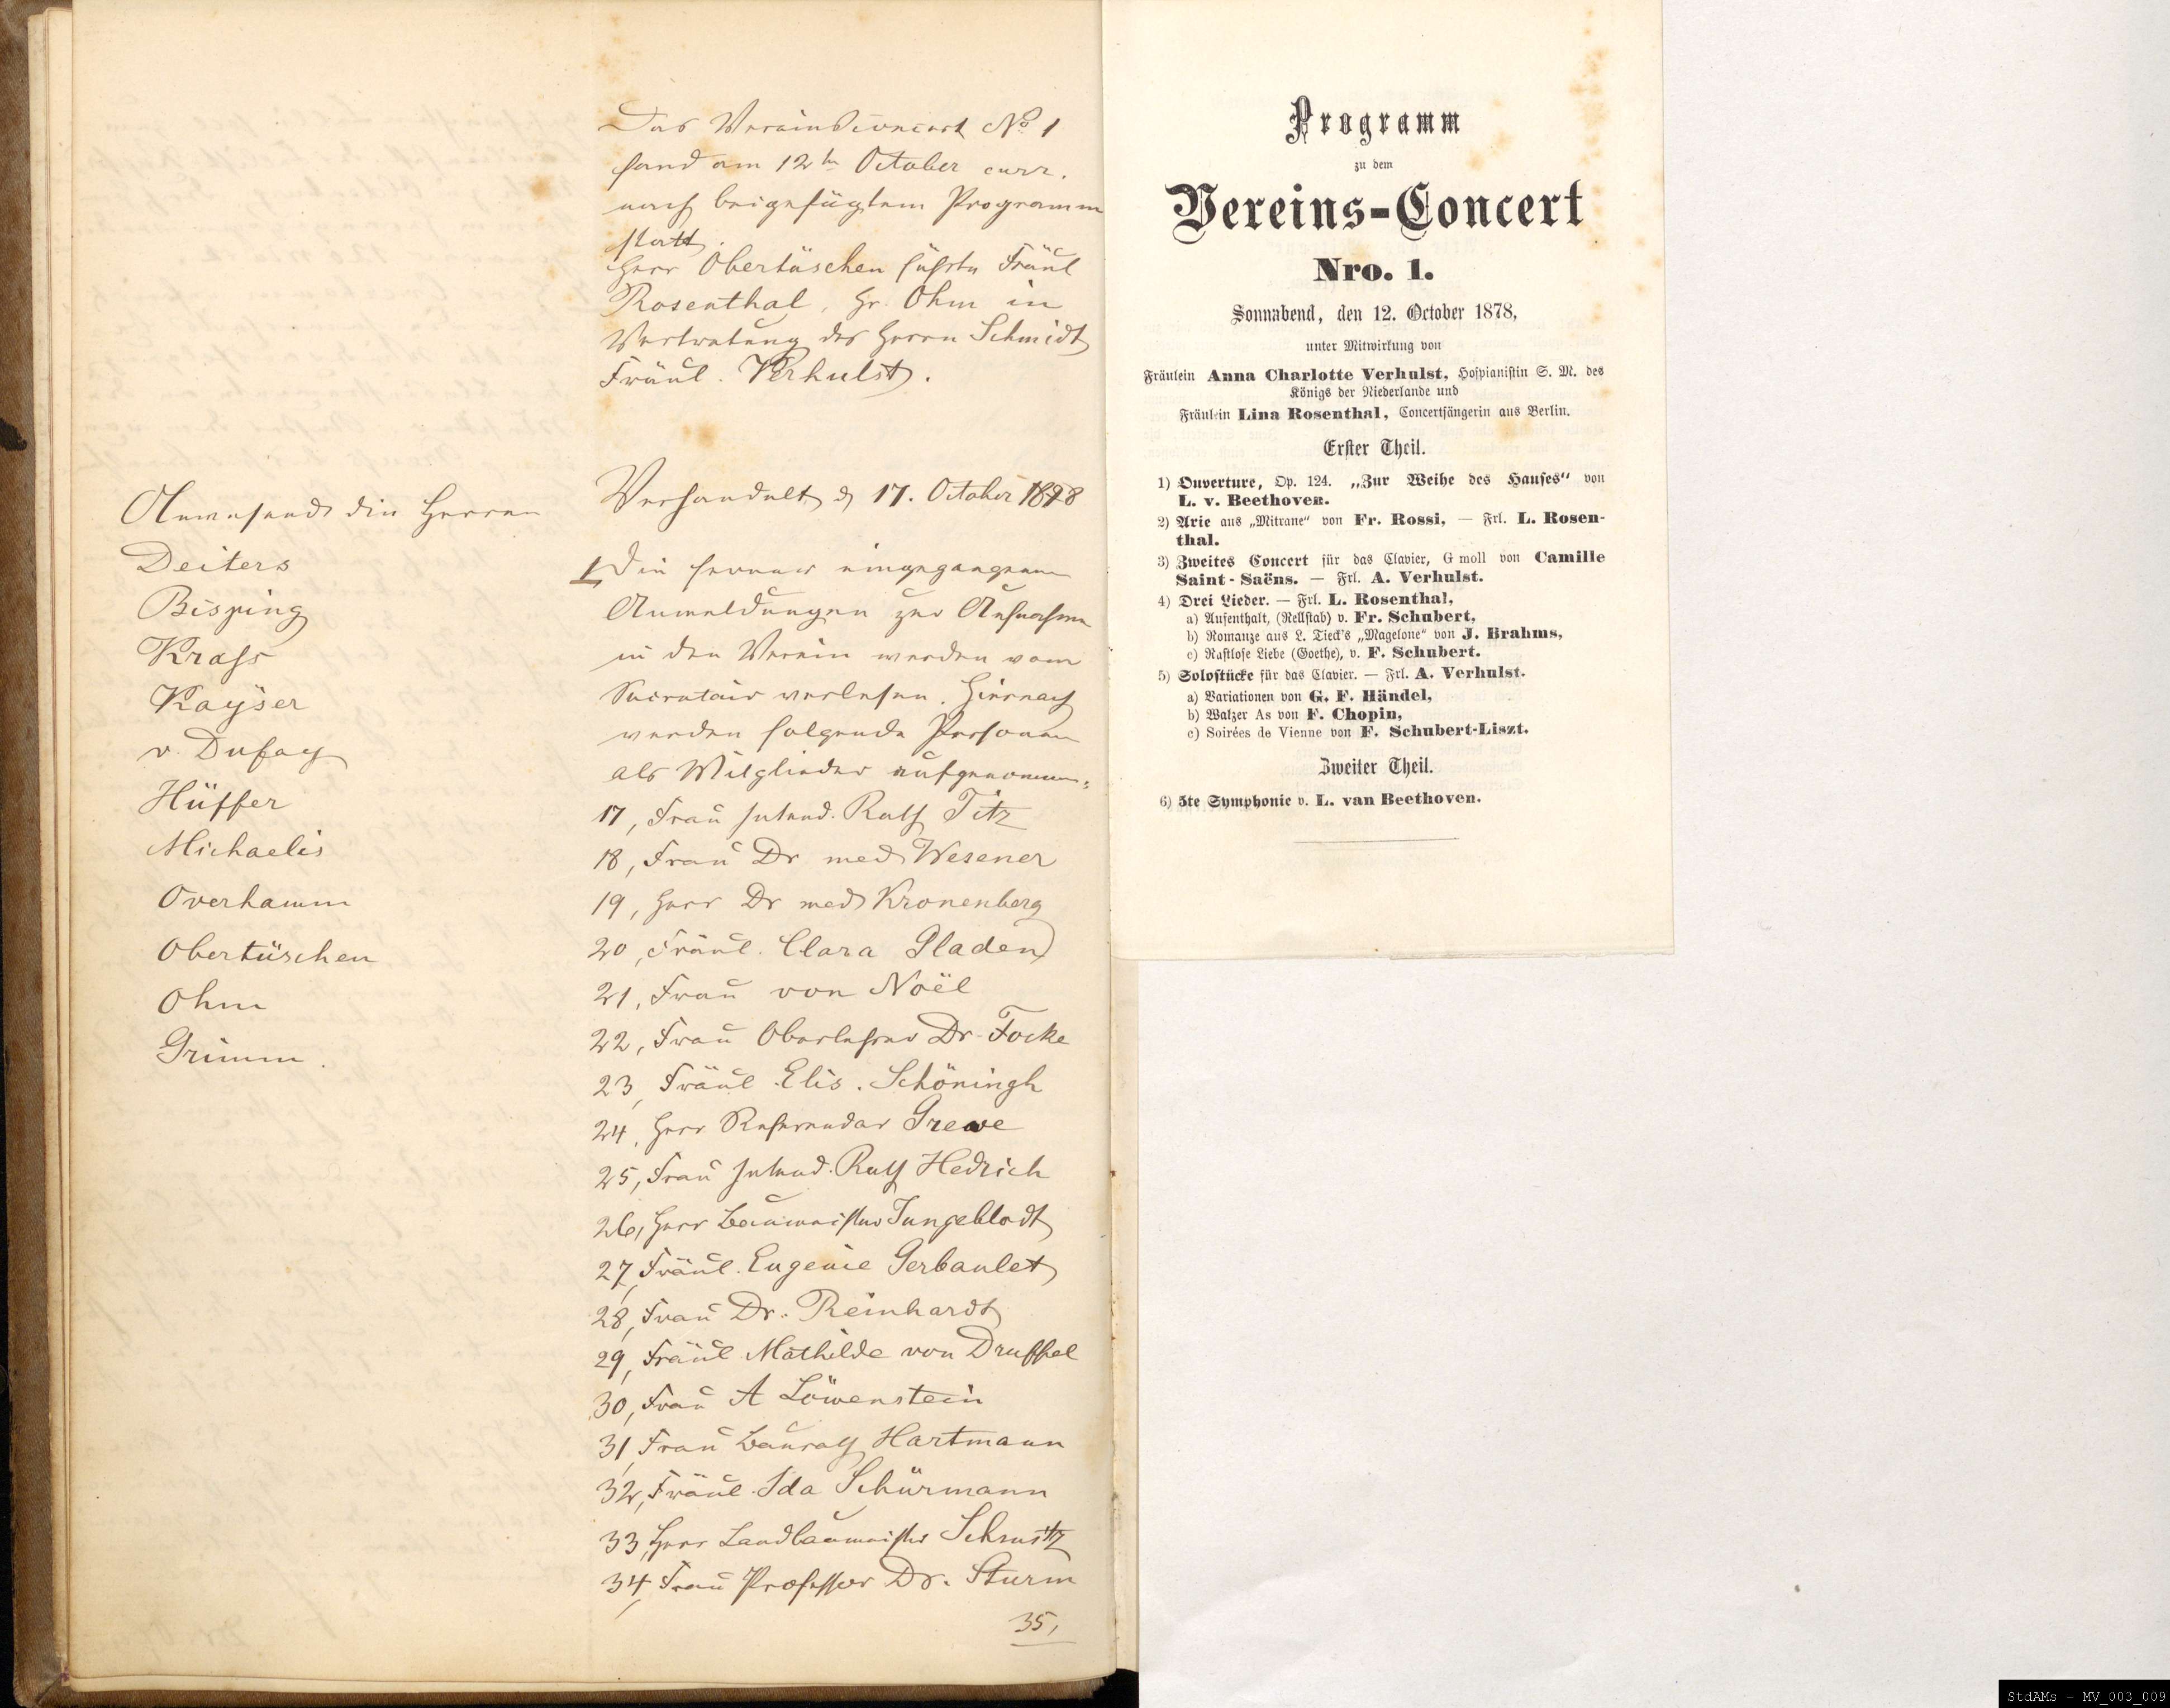 Das Vereinsconcert No 1
fand am 12ten October curr.
nach beigefügtem Programm
statt.
Herr Obertüschen führte Fräul
Rosenthal, Hr. Ohm in
Vertretung des Herrn Schmidt
Fräul. Verhulst.
Anwesend die Herren
Deiters
Bisping
Krass
Kayser
v. Dufay
Hüffer
Michaelis
Overhamm
Obertüschen
Ohm
Grimm.
Verhandelt d 17. October 1878
1 Die ferner eingegangenen
Anmeldungen zur Aufnahme
in den Verein werden vom
Secretair verlesen. Hiernach
werden folgende Personen
als Mitglieder aufgenommen:
17, Frau Intend. Rath Titz
18, Frau Dr med Wesener
19, Herr Dr med Kronenberg
20, Fräul. Clara Pladen
21, Frau von Noël
22, Frau Oberlehrer Dr. Focke
23, Fräul Elis. Schöningh
24, Herr Referendar Grewe
25, Frau Intend. Rath Hedrich
26, Herr Baumeister Jungeblodt
27, Fräul. Eugenie Gerbaulet
28, Frau Dr. Reinhardt
29, Fräul Mathilde von Druffel
30, Frau A Löwenstein
31, Frau Baurath Hartmann
32, Fräul. Ida Schürmann
33, Herr Landbaumeister Schmitz
34, Frau Professor Dr. Sturm
35,
Programm
zu dem
Vereins-Concert
Nro. 1.
Sonnabend, den 12. October 1878,
unter Mitwirkung von
Fräulein Anna Charlotte Verhulst, Hofpianistin S. M. des
Königs der Niederlande und
Fräulein Lina Rosenthal, Concertsängerin aus Berlin.
Erster Theil.
1) Ouverture, Op. 124. „Zur Weihe des Hauses“ von
L. v. Beethoven.
2) Arie aus „Mitrane“ von Fr. Rossi, — Frl. L. Rosen-
thal.
3) Zweites Concert für das Clavier, G moll von Camille
Saint-Saëns. — Frl. A. Verhulst.
4) Drei Lieder. — Frl. L. Rosenthal,
a) Aufenthalt, (Rellstab) v. Fr. Schubert,
b) Romanze aus L. Tieck's „Magelone“ von J. Brahms,
c) Rastlose Liebe (Goethe), v. F. Schubert.
5) Solostücke für das Clavier. — Frl. A. Verhulst.
a) Variationen von G. F. Händel,
b) Walzer As von F. Chopin,
c) Soirées de Vienne von F. Schubert-Liszt.
Zweiter Theil.
6) 5te Symphonie v. L. van Beethoven.
StdAMs - MV_003_009